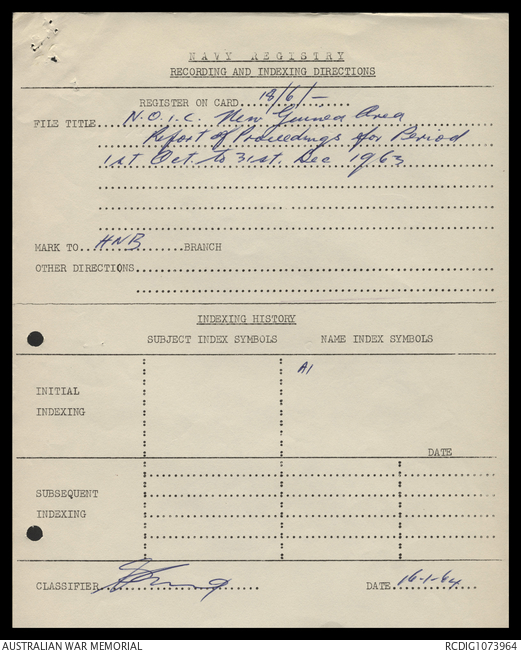 NAVY REGISTRY
RECORDING AND INDEXING DIRECTIONS
REGISTER ON CARD 18/6/-
FILE TITLE N.O.I.C. New Guinea Area
Report of Proceedings for Period
1st Oct to 31st. Dec 1963
MARK TO HNB BRANCH
OTHER DIRECTIONS
INDEXING HISTORY
SUBJECT INDEX SYMBOLS NAME INDEX SYMBOLS
A1
INITIAL
INDEXING
DATE
SUBSEQUENT
INDEXING
CLASSIFIER DATE 16-1-64
AUSTRALIAN WAR MEMORIAL RCDIG1073964